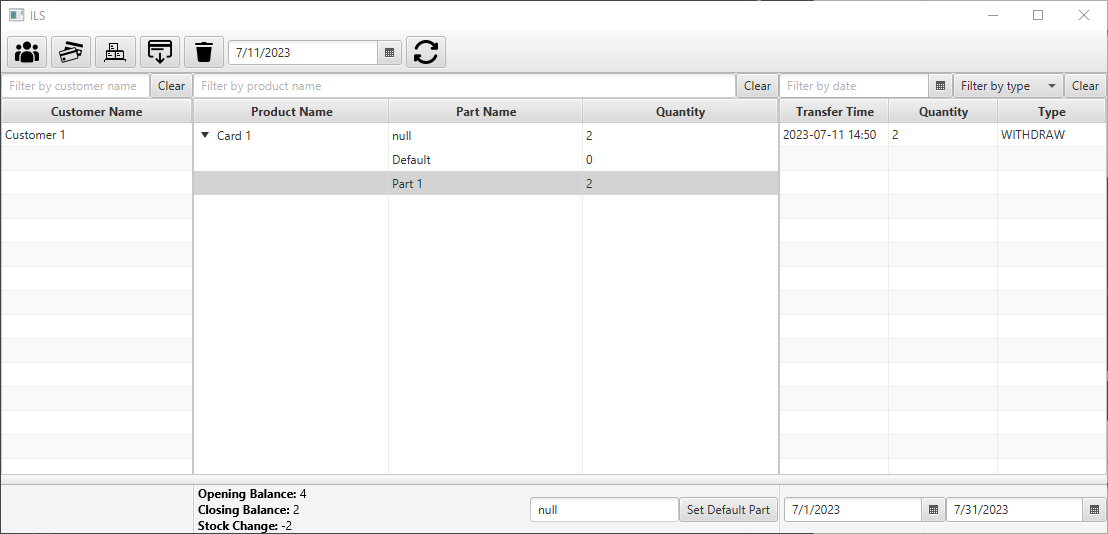 ILS
7/11/2023
Filter by customer name Clear Filter by product name Clear Filter by date Filter by type Clear
Customer Name Product Name Part Name Quantity Transfer Time Quantity Type
Customer 1 Card 1 null 2 2023-07-11 14:50 2 WITHDRAW
Default 0
Part 1 2
Opening Balance: 4
Closing Balance: 2 null Set Default Part 7/1/2023 7/31/2023
Stock Change: -2